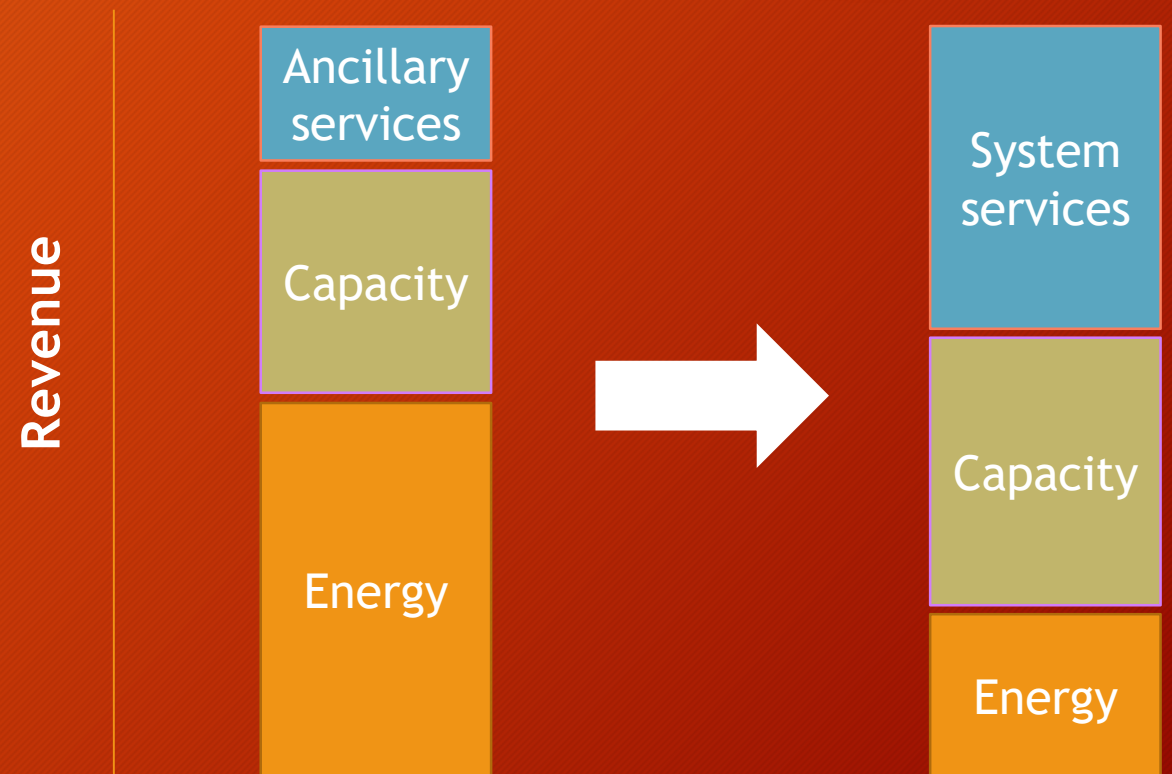 Revenue
Ancillary
services
Capacity
Energy
System
services
Capacity
Energy